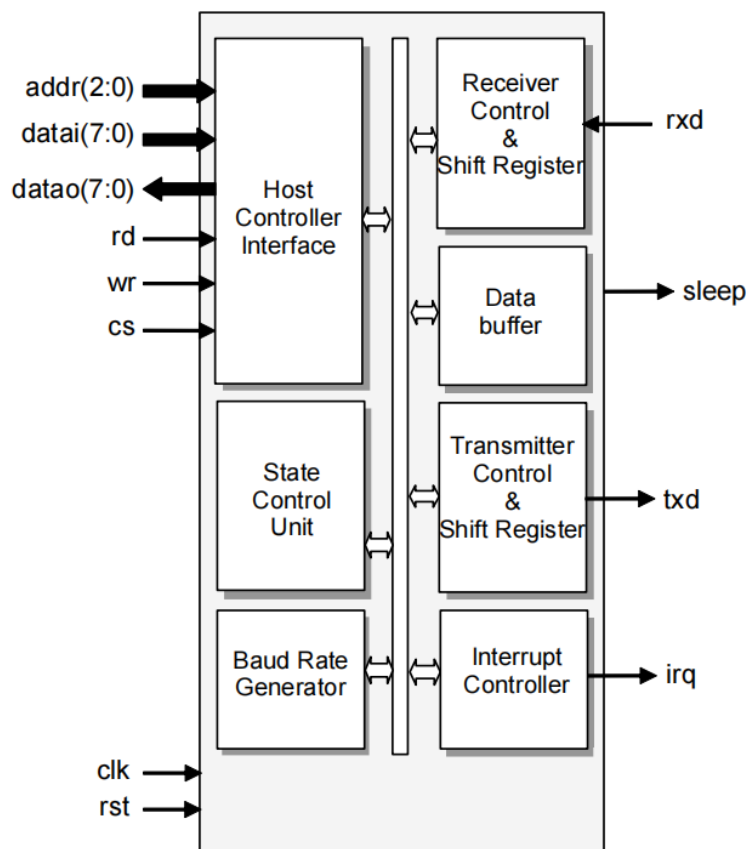 addr(2:0)
datai(7:0)
datao(7:0)
rd
wr
cs
Host
Controller
Interface
State
Control
Unit
Baud Rate
Generator
clk
rst
Receiver
Control
&
Shift Register
Data
buffer
Transmitter
Control
&
Shift Register
Interrupt
Controller
rxd
sleep
txd
irq